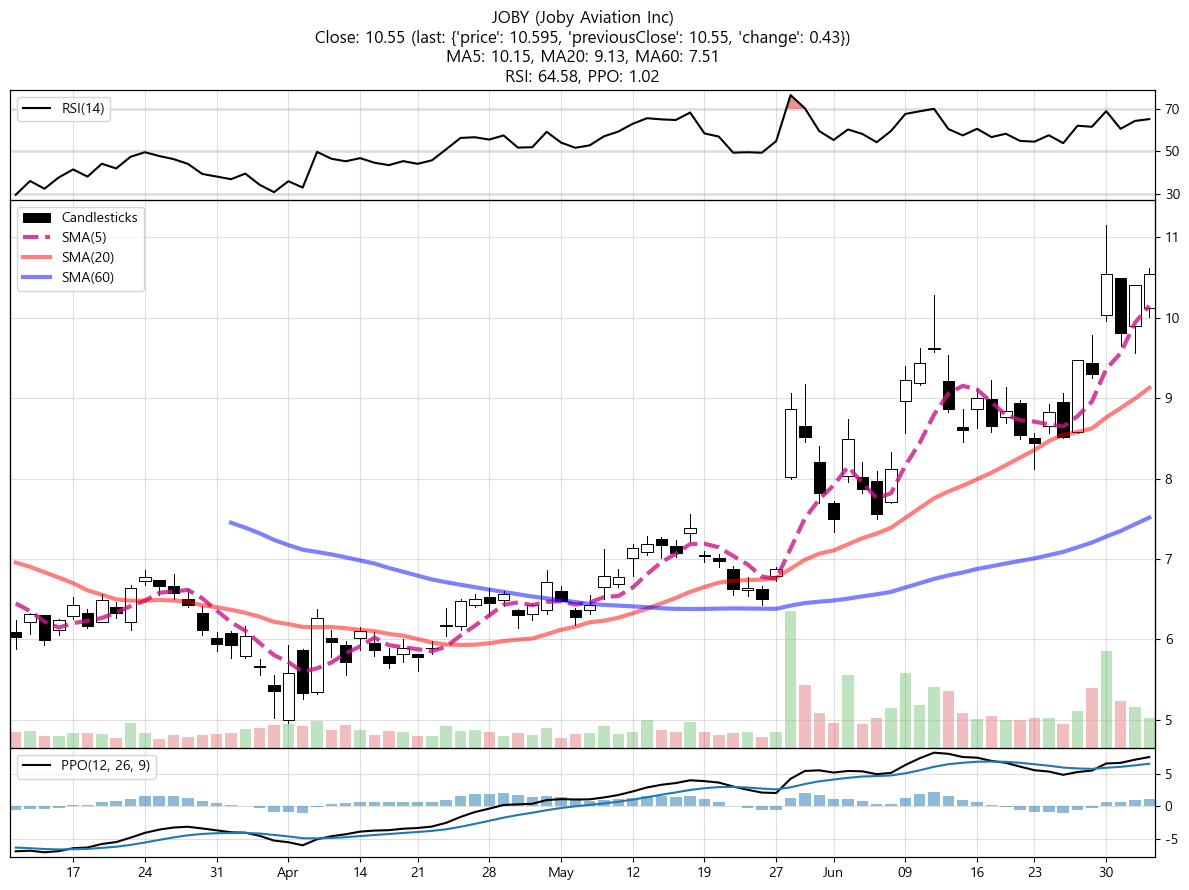 JOBY (Joby Aviation Inc)
Close: 10.55 (last: {'price': 10.595, 'previousClose': 10.55, 'change': 0.43})
MA5: 10.15, MA20: 9.13, MA60: 7.51
RSI: 64.58, PPO: 1.02
RSI(14)
70
50
30
Candlesticks
SMA(5)
SMA(20)
SMA(60)
11
10
9
8
7
6
5
PPO(12, 26, 9)
5
0
-5
17 24 31 Apr 14 21 28 May 12 19 27 Jun 09 16 23 30